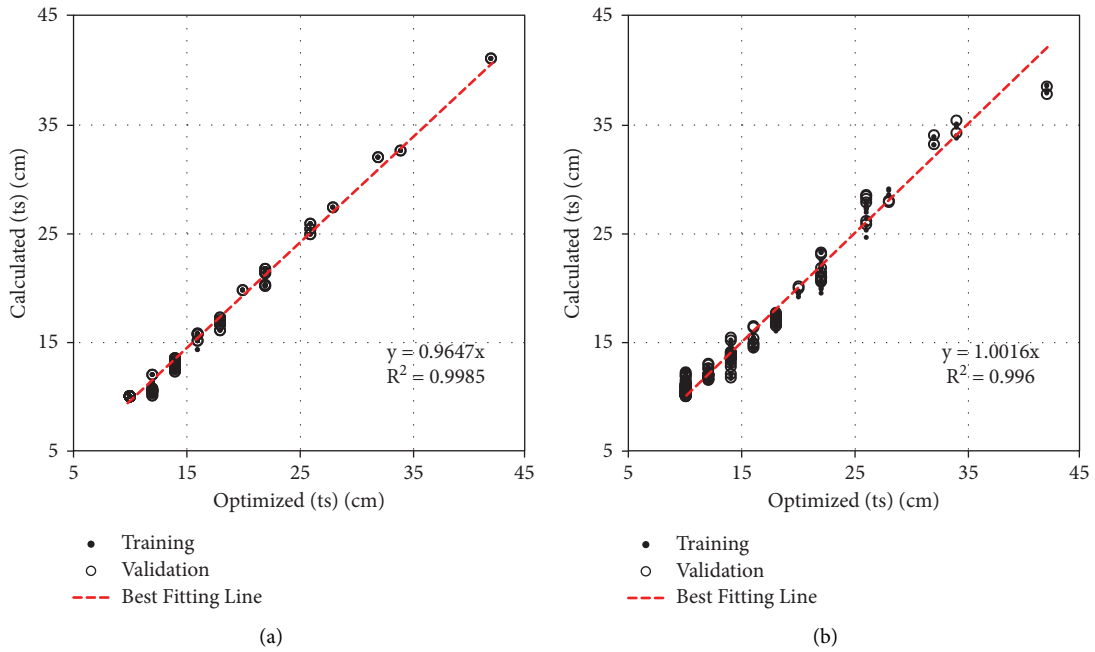 45
35
25
15
5
Calculated (ts) (cm)
y = 0.9647x
R² = 0.9985
5 15 25 35 45
Optimized (ts) (cm)
Training
Validation
Best Fitting Line
(a)
45
35
25
15
5
Calculated (ts) (cm)
y = 1.0016x
R² = 0.996
5 15 25 35 45
Optimized (ts) (cm)
Training
Validation
Best Fitting Line
(b)